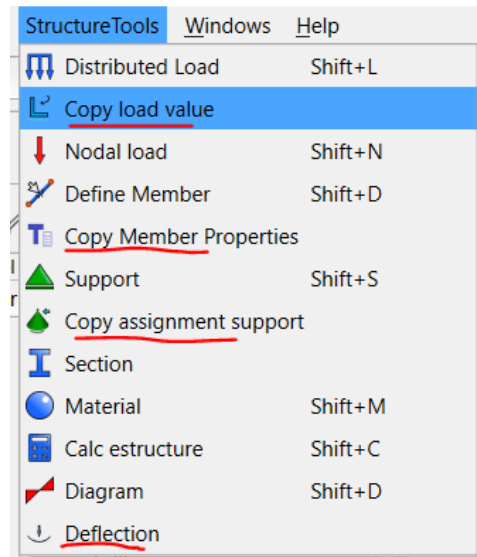 StructureTools Windows Help
Distributed Load Shift+L
Copy load value
Nodal load Shift+N
Define Member Shift+D
Copy Member Properties
Support Shift+S
Copy assignment support
Section
Material Shift+M
Calc estructure Shift+C
Diagram Shift+D
Deflection